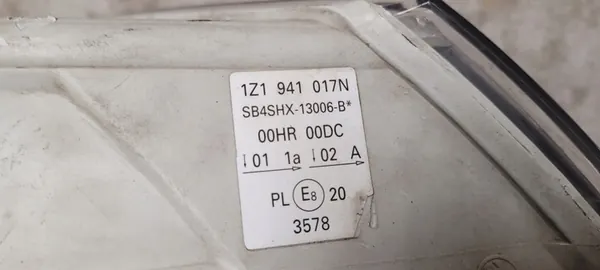 1Z1 941 017N
SB4SHX-13006-B*
00HR 00DC
↓01 1a ↓02 A
PL E8 20
3578